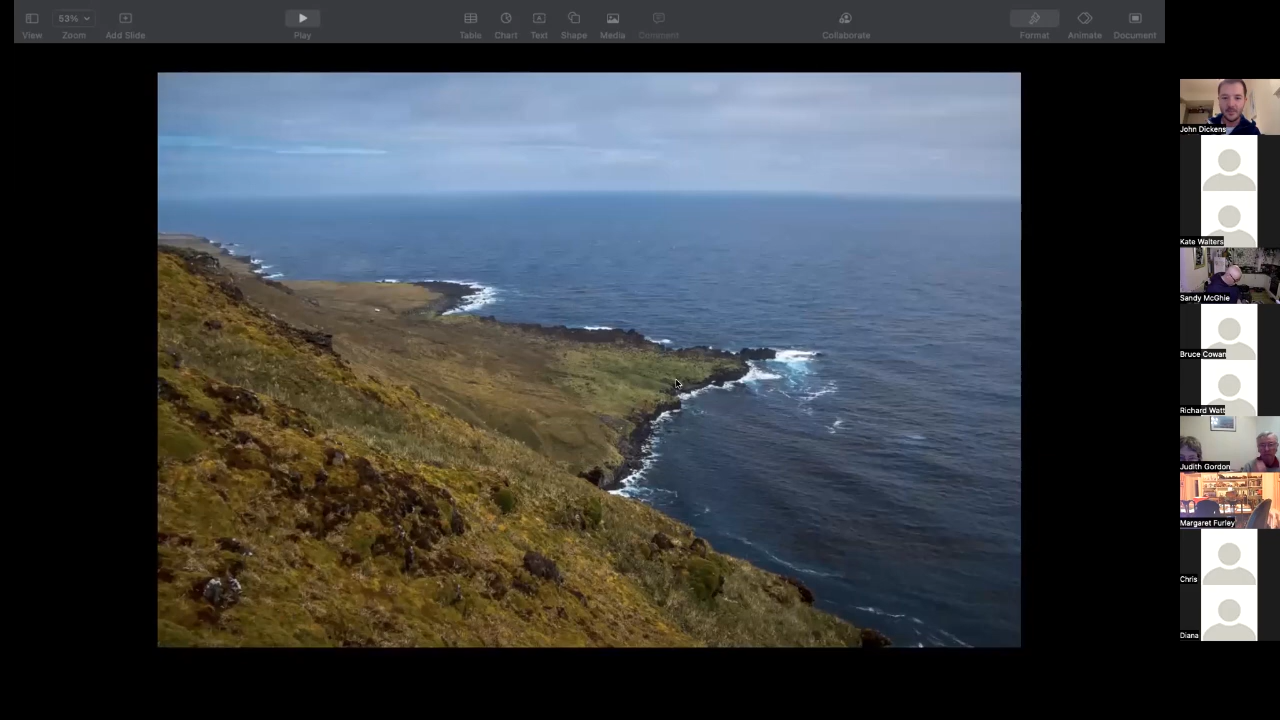 53%
View
Zoom
Add Slide
Play
Table
Chart
Text
Shape
Media
Comment
Collaborate
Format
Animate
Document
John Dickens
Kate Walters
Sandy McGhie
Bruce Cowan
Richard Watt
Judith Gordon
Margaret Furley
Chris
Diana